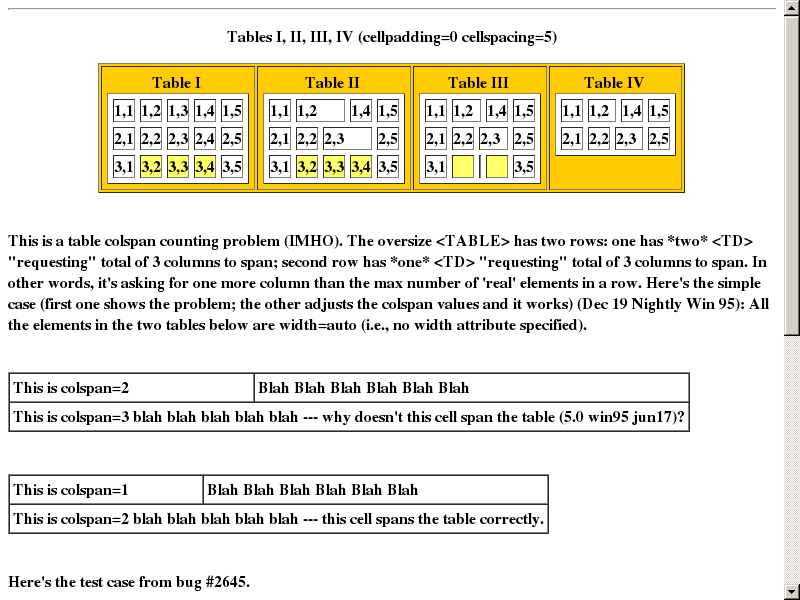 Tables I, II, III, IV (cellpadding=0 cellspacing=5)
Table I Table II Table III Table IV
1,1 1,2 1,3 1,4 1,5 1,1 1,2 1,4 1,5 1,1 1,2 1,4 1,5 1,1 1,2 1,4 1,5
2,1 2,2 2,3 2,4 2,5 2,1 2,2 2,3 2,5 2,1 2,2 2,3 2,5 2,1 2,2 2,3 2,5
3,1 3,2 3,3 3,4 3,5 3,1 3,2 3,3 3,4 3,5 3,1 3,5
This is a table colspan counting problem (IMHO). The oversize <TABLE> has two rows: one has *two* <TD>
"requesting" total of 3 columns to span; second row has *one* <TD> "requesting" total of 3 columns to span. In
other words, it's asking for one more column than the max number of 'real' elements in a row. Here's the simple
case (first one shows the problem; the other adjusts the colspan values and it works) (Dec 19 Nightly Win 95): All
the elements in the two tables below are width=auto (i.e., no width attribute specified).
This is colspan=2 Blah Blah Blah Blah Blah Blah
This is colspan=3 blah blah blah blah blah --- why doesn't this cell span the table (5.0 win95 jun17)?
This is colspan=1 Blah Blah Blah Blah Blah Blah
This is colspan=2 blah blah blah blah blah --- this cell spans the table correctly.
Here's the test case from bug #2645.